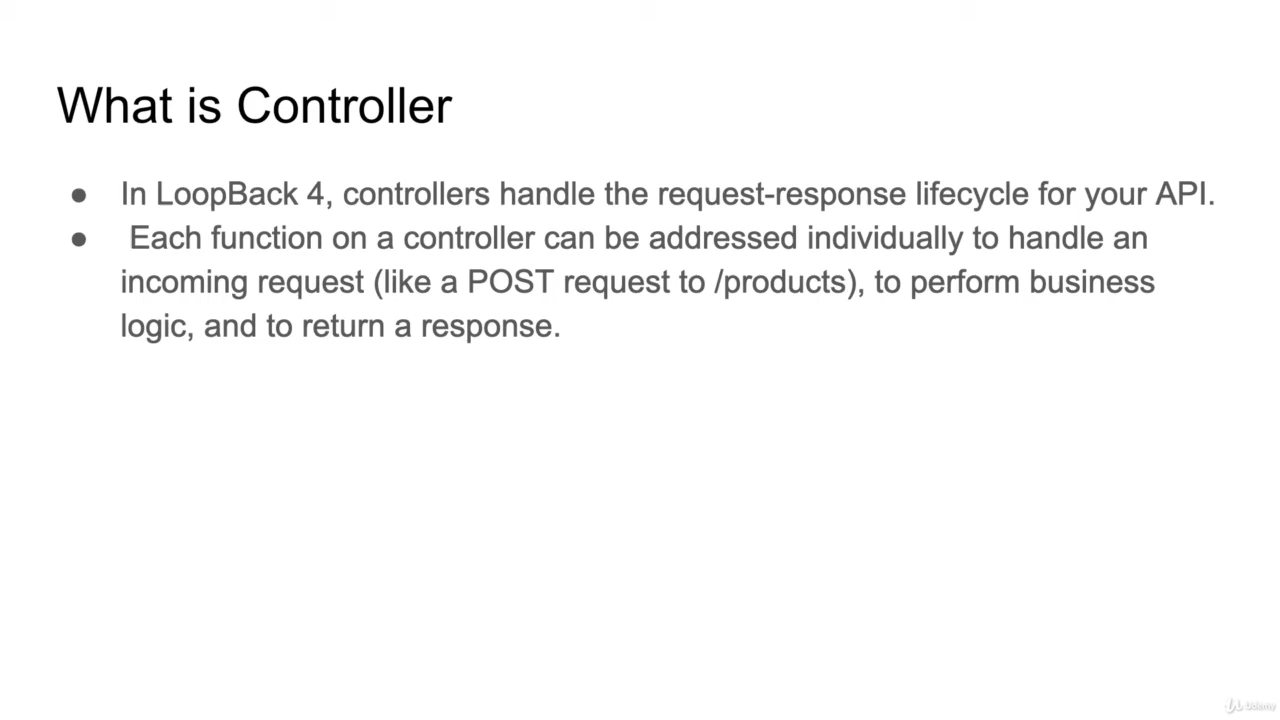 What is Controller
● In LoopBack 4, controllers handle the request-response lifecycle for your API.
● Each function on a controller can be addressed individually to handle an
incoming request (like a POST request to /products), to perform business
logic, and to return a response.
Udemy